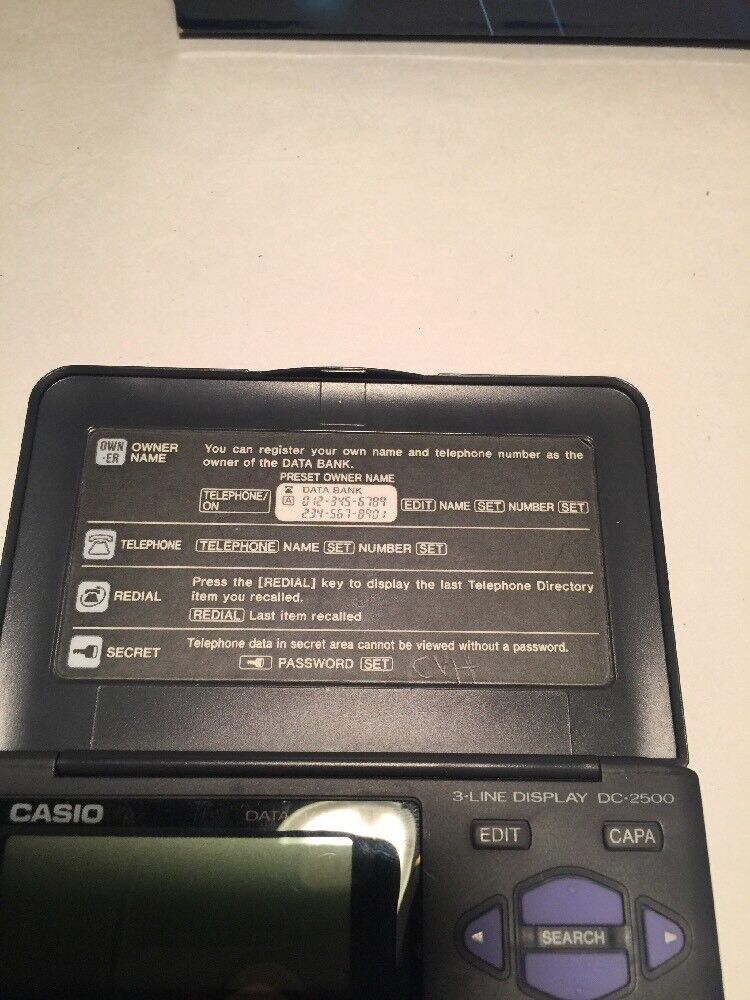 OWN
-ER
OWNER
NAME
You can register your own name and telephone number as the
owner of the DATA BANK.
PRESET OWNER NAME
TELEPHONE/
ON
DATA BANK
A 012-345-6789
234-567-8901
EDIT NAME SET NUMBER SET
TELEPHONE
TELEPHONE NAME SET NUMBER SET
REDIAL
Press the [REDIAL] key to display the last Telephone Directory
item you recalled.
REDIAL Last item recalled
SECRET
Telephone data in secret area cannot be viewed without a password.
PASSWORD SET
CVH
3-LINE DISPLAY DC-2500
CASIO
DATA
EDIT
CAPA
SEARCH